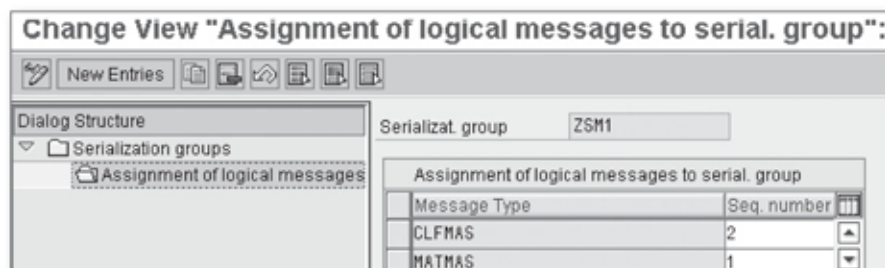 Change View "Assignment of logical messages to serial. group":
New Entries
Dialog Structure
Serialization groups
Assignment of logical messages
Serializat. group ZSM1
Assignment of logical messages to serial. group
Message Type Seq. number
CLFMAS 2
MATMAS 1